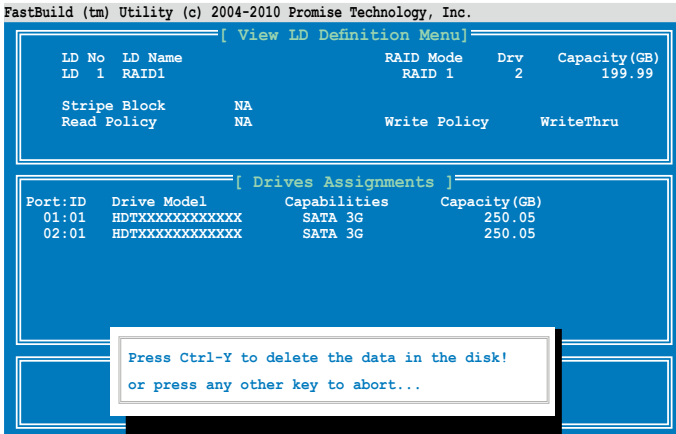 FastBuild (tm) Utility (c) 2004-2010 Promise Technology, Inc.
[ View LD Definition Menu]
LD No LD Name RAID Mode Drv Capacity(GB)
LD 1 RAID1 RAID 1 2 199.99
Stripe Block NA
Read Policy NA Write Policy WriteThru
[ Drives Assignments ]
Port:ID Drive Model Capabilities Capacity(GB)
01:01 HDTXXXXXXXXXXXX SATA 3G 250.05
02:01 HDTXXXXXXXXXXXX SATA 3G 250.05
Press Ctrl-Y to delete the data in the disk!
or press any other key to abort...